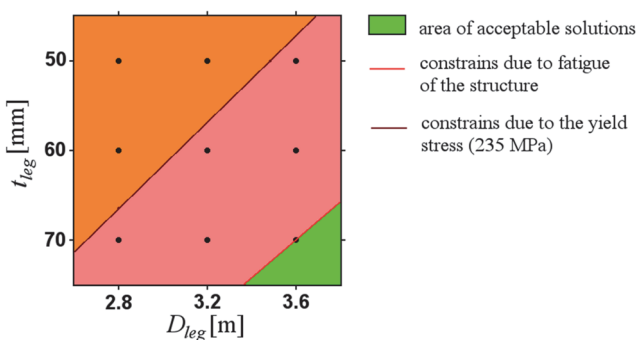 50
60
70
t_leg [mm]
2.8 3.2 3.6
D_leg [m]
area of acceptable solutions
constrains due to fatigue
of the structure
constrains due to the yield
stress (235 MPa)